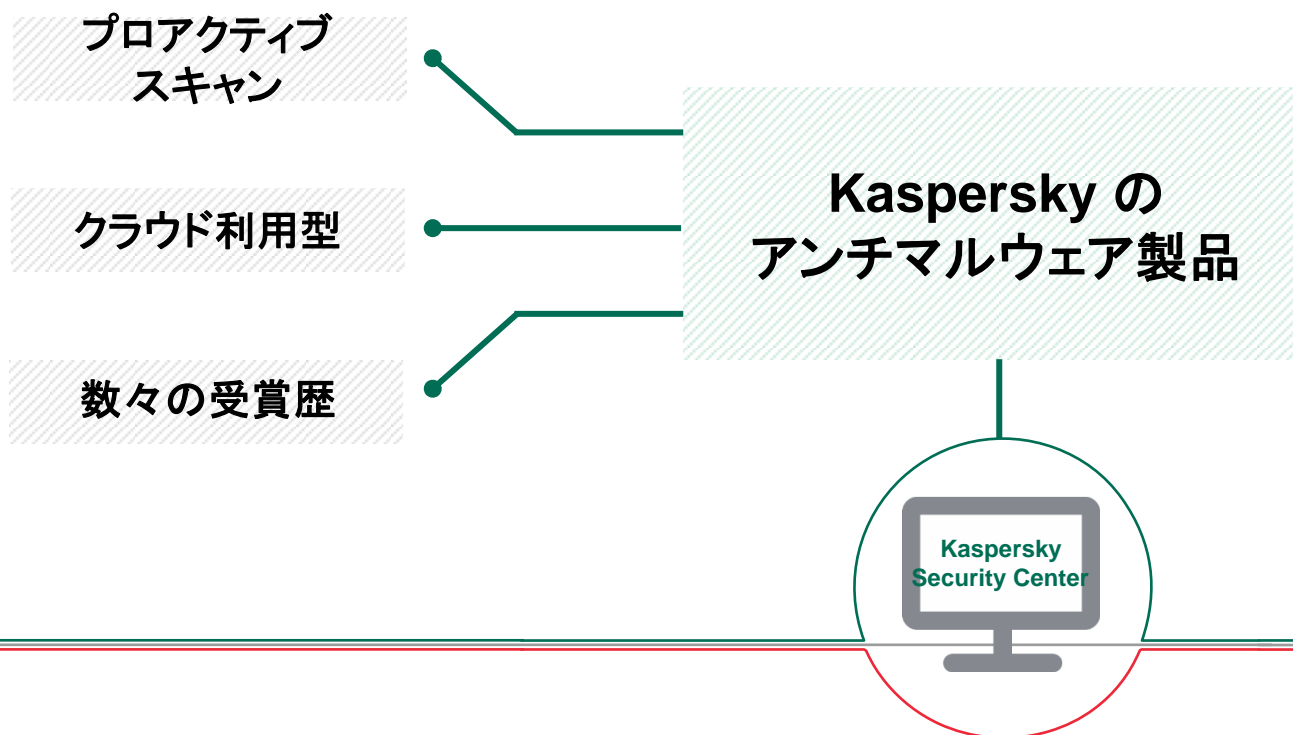 プロアクティブ
スキャン
クラウド利用型
数々の受賞歴
Kaspersky の
アンチマルウェア製品
Kaspersky
Security Center